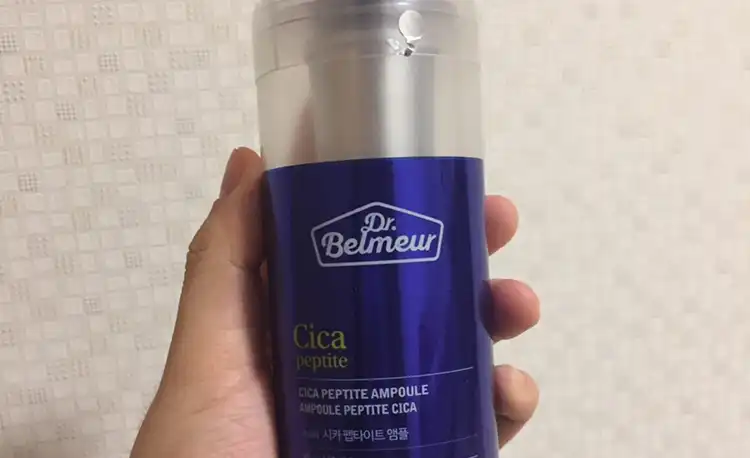 Dr.
Belmeur
Cica
peptite
CICA PEPTITE AMPOULE
AMPOULE PEPTITE CICA
시카 펩타이트 앰플